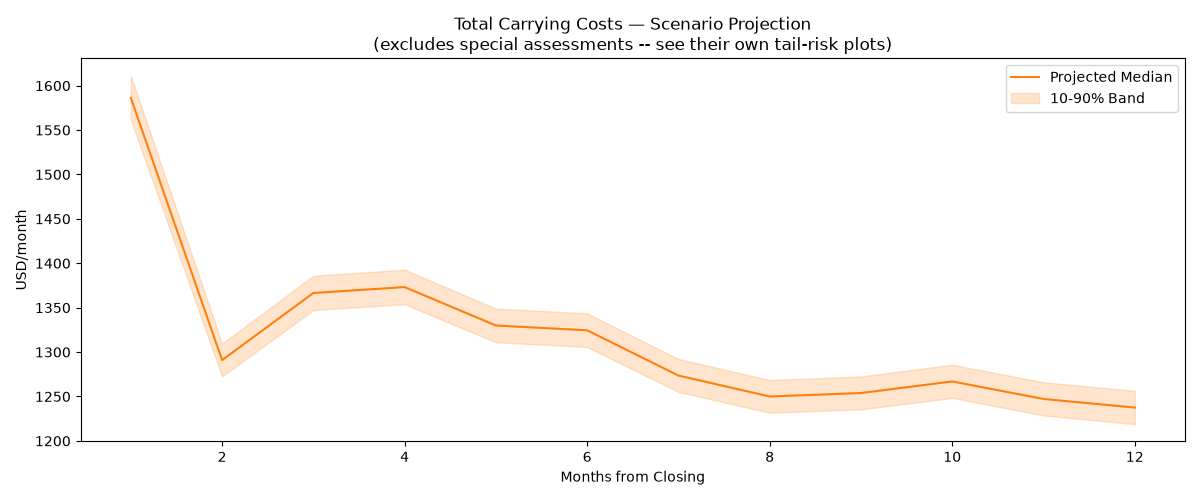 Total Carrying Costs — Scenario Projection
(excludes special assessments -- see their own tail-risk plots)
Projected Median
10-90% Band
USD/month
1600
1550
1500
1450
1400
1350
1300
1250
1200
2 4 6 8 10 12
Months from Closing